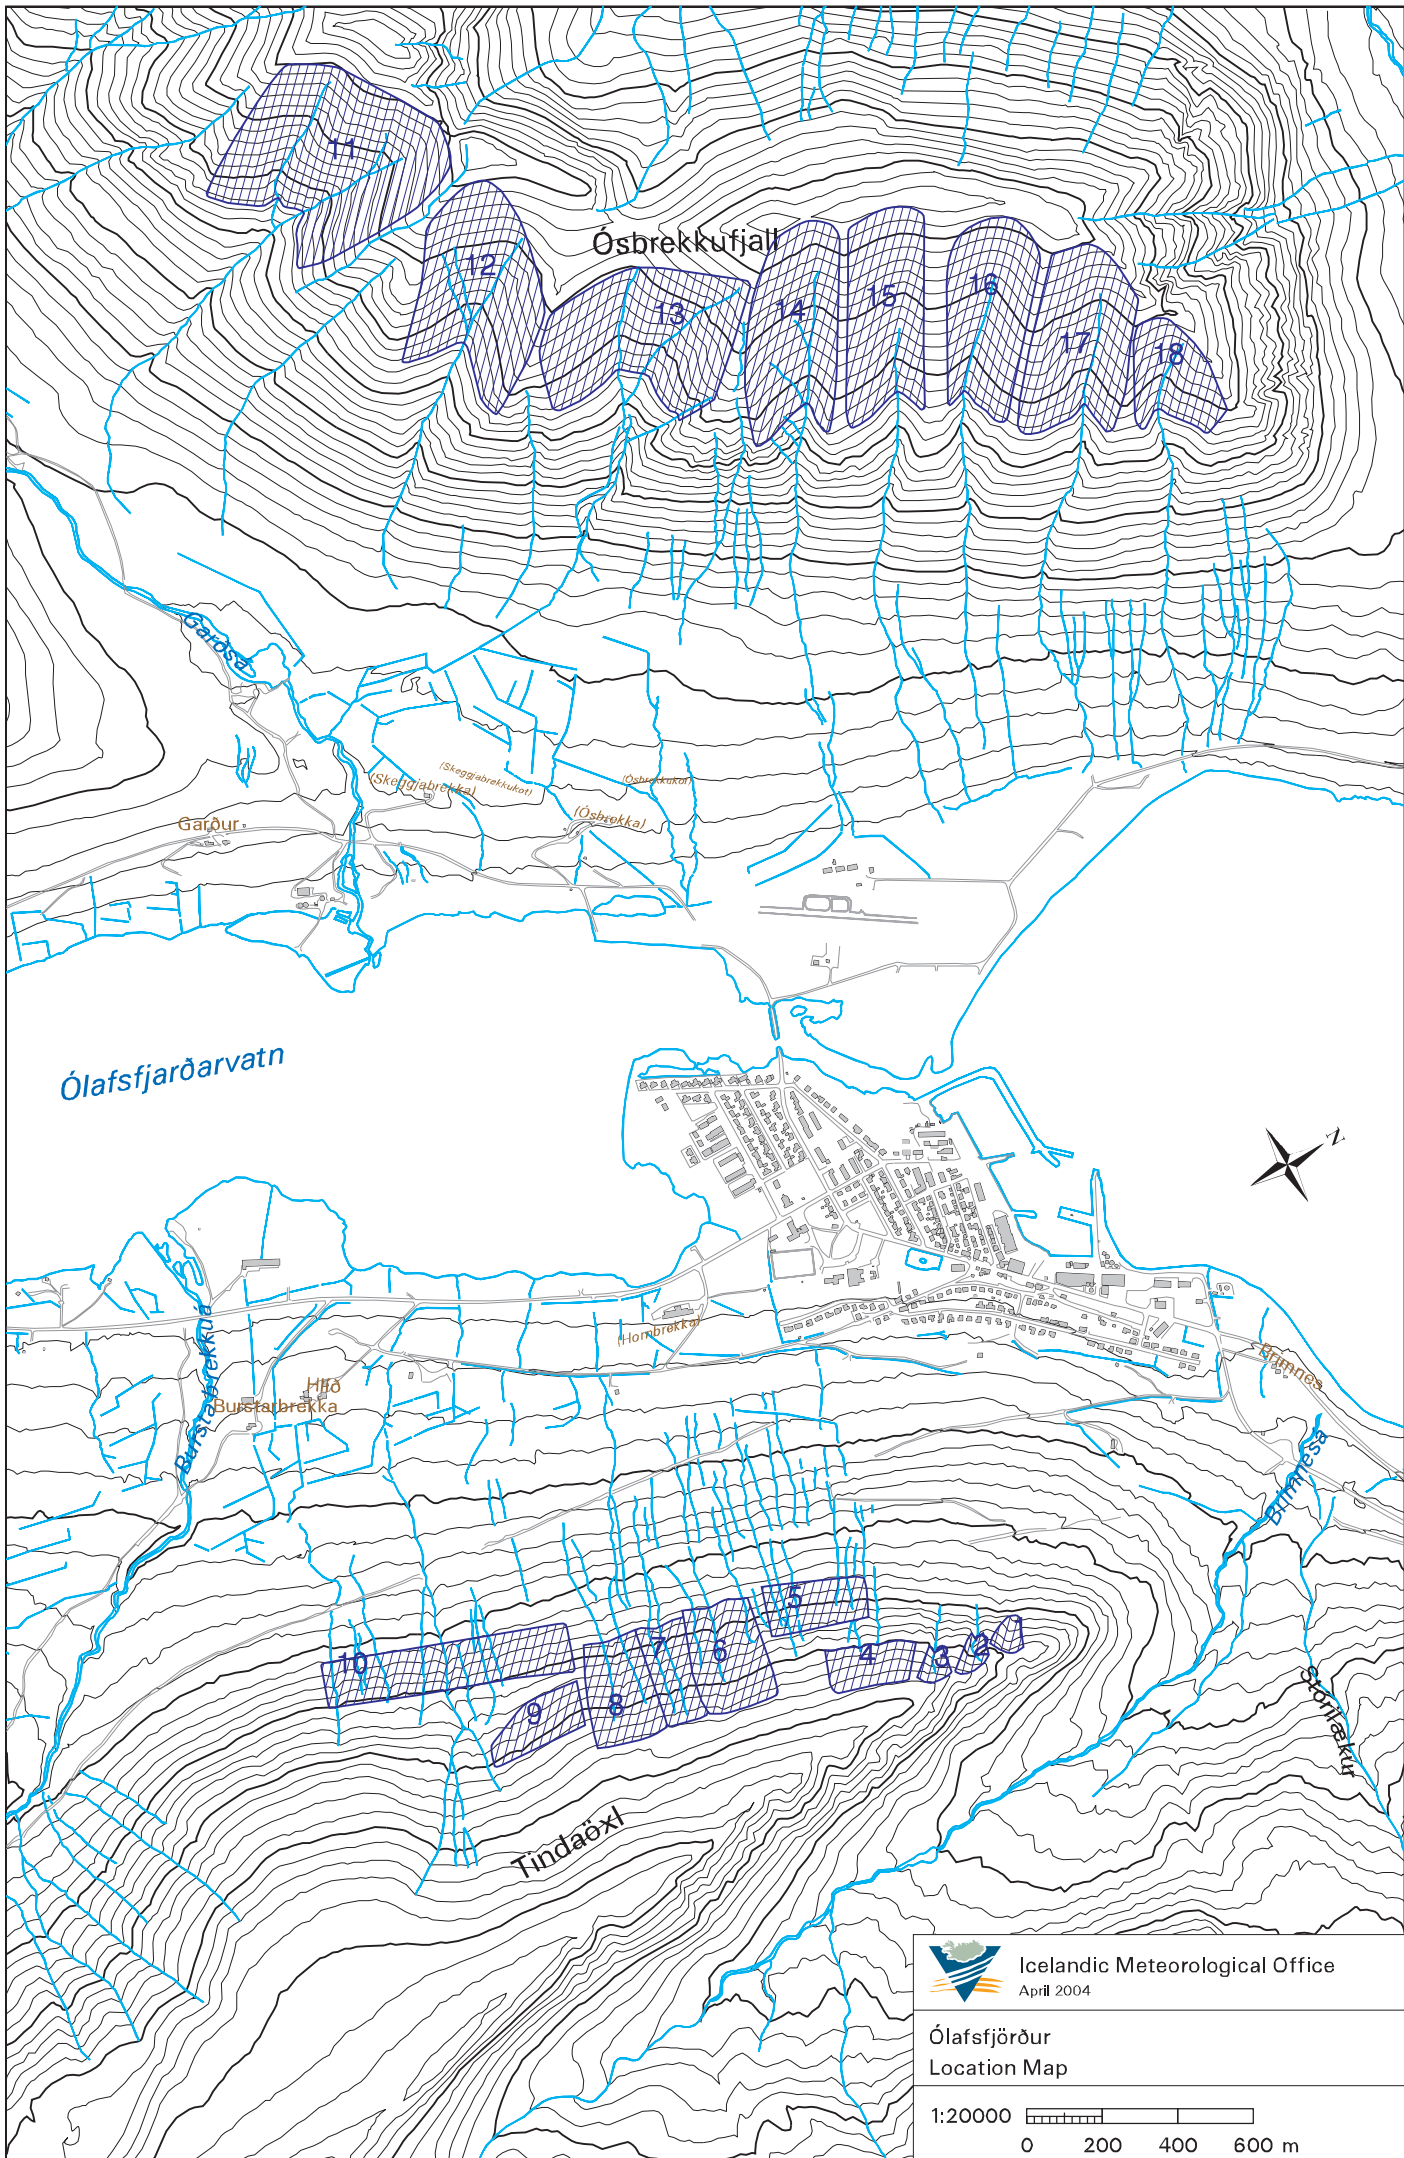 11
12
Ósbrekkufjall
13
14
15
16
17
18
Garðsá
(Skeggjabrekka)
(Skeggjabrekkukot)
(Ósbrekkukot)
(Ósbrekka)
Garður
Ólafsfjarðarvatn
N
Burstabrekkuá
(Hornbrekka)
Brimnes
Hlíð
Burstarbrekka
Brimnesá
Stórilækur
10
9
8
7
6
5
4
3
2
1
Tindaöxl
Icelandic Meteorological Office
April 2004
Ólafsfjörður
Location Map
1:20000
0 200 400 600 m